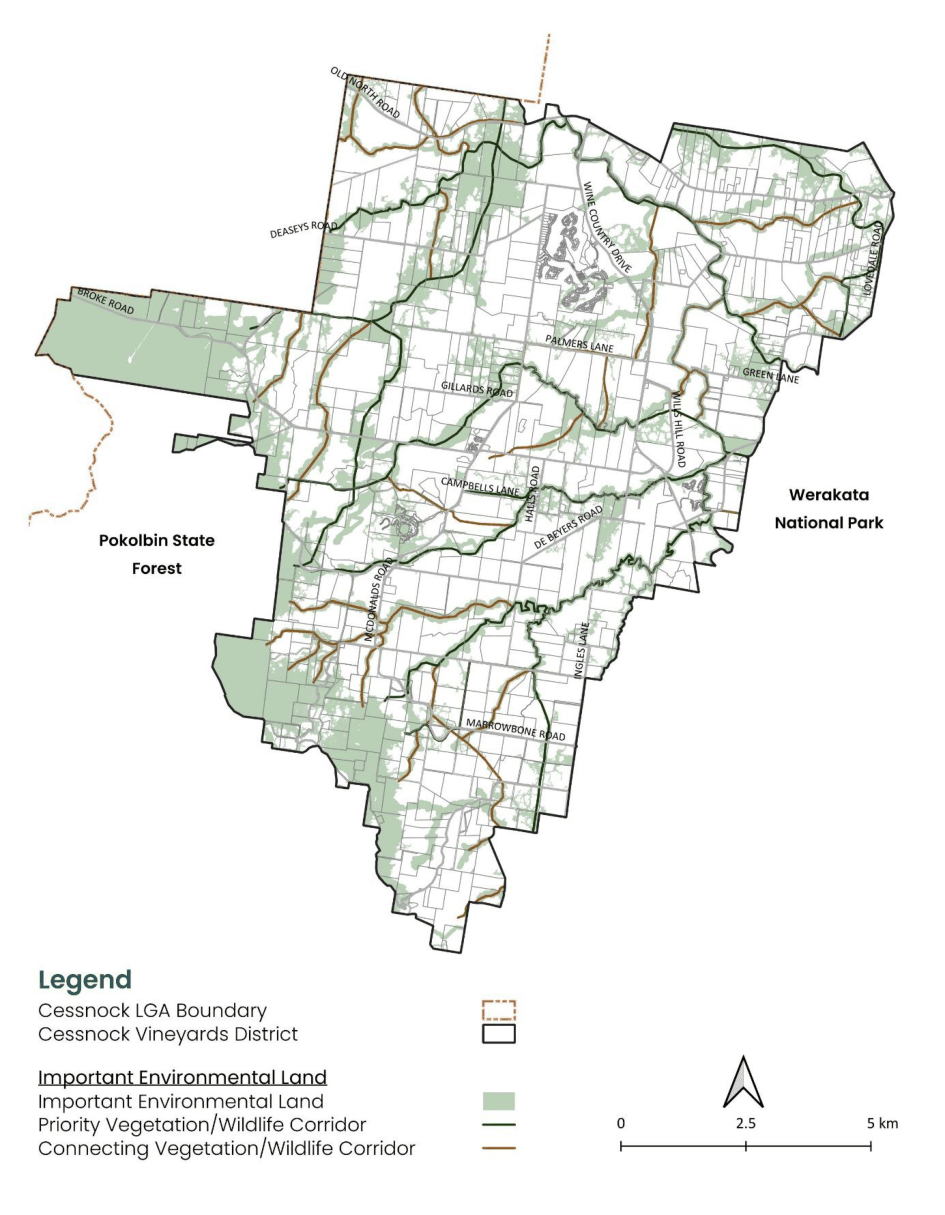 OLD NORTH ROAD
WINE COUNTRY DRIVE
DEASEYS ROAD
LOVEDALE ROAD
BROKE ROAD
PALMERS LANE
GREEN LANE
GILLARDS ROAD
WILLS HILL ROAD
CAMPBELLS LANE
HALLS ROAD
DE BEYERS ROAD
Werakata
National Park
Pokolbin State
Forest
MCDONALDS ROAD
INGLES LANE
MARROWBONE ROAD
Legend
Cessnock LGA Boundary
Cessnock Vineyards District
Important Environmental Land
Important Environmental Land
Priority Vegetation/Wildlife Corridor
Connecting Vegetation/Wildlife Corridor
0 2.5 5 km